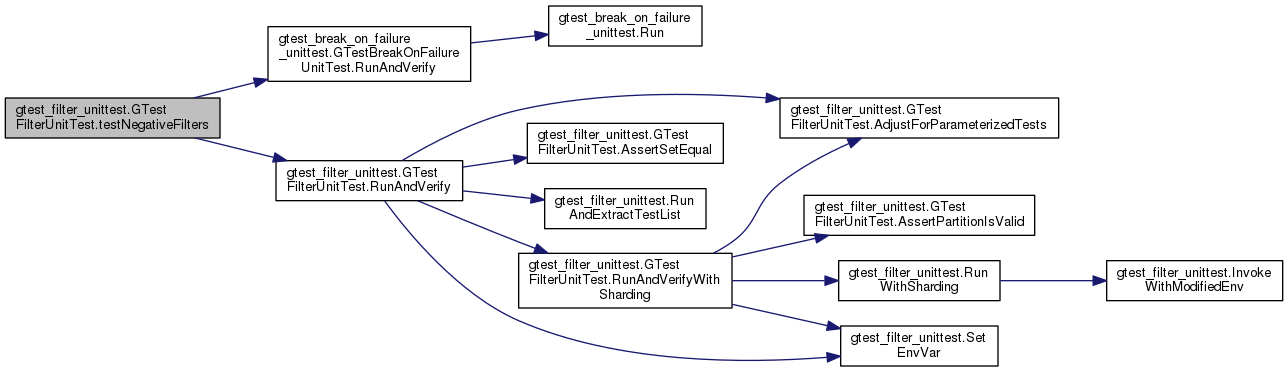 gtest_break_on_failure
_unittest.Run
gtest_break_on_failure
_unittest.GTestBreakOnFailure
UnitTest.RunAndVerify
gtest_filter_unittest.GTest
FilterUnitTest.testNegativeFilters
gtest_filter_unittest.GTest
FilterUnitTest.AdjustForParameterizedTests
gtest_filter_unittest.GTest
FilterUnitTest.AssertSetEqual
gtest_filter_unittest.GTest
FilterUnitTest.RunAndVerify
gtest_filter_unittest.Run
AndExtractTestList
gtest_filter_unittest.GTest
FilterUnitTest.AssertPartitionIsValid
gtest_filter_unittest.GTest
FilterUnitTest.RunAndVerifyWith
Sharding
gtest_filter_unittest.Run
WithSharding
gtest_filter_unittest.Invoke
WithModifiedEnv
gtest_filter_unittest.Set
EnvVar